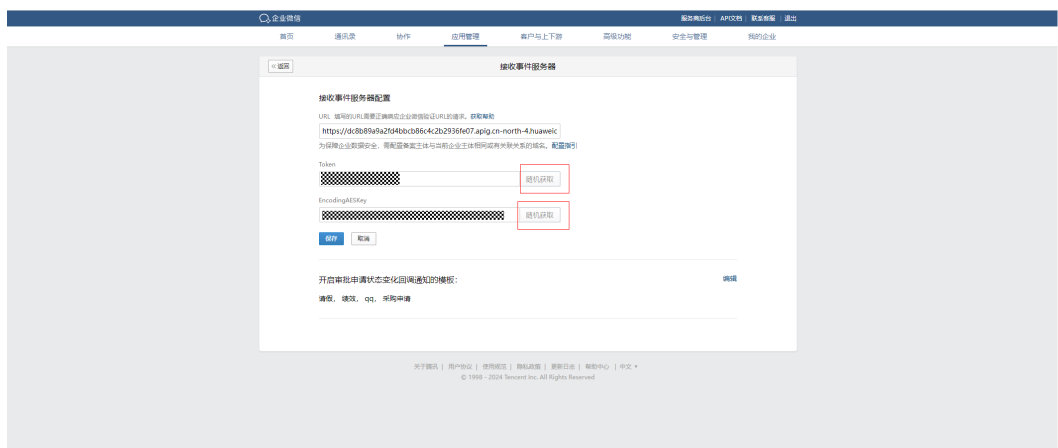 企业微信
服务商后台 | API文档 | 联系客服 | 退出
首页 通讯录 协作 应用管理 客户与上下游 高级功能 安全与管理 我的企业
«返回 接收事件服务器
接收事件服务器配置
URL 填写的URL需要正确响应企业微信验证URL的请求。获取帮助
https://dc8b89a9a2fd4bbcb86c4c2b2936fe07.apig.cn-north-4.huaweic
为保障企业数据安全，需配置备案主体与当前企业主体相同或有关联关系的域名。配置指引
Token
随机获取
EncodingAESKey
随机获取
保存 取消
开启审批申请状态变化回调通知的模板： 编辑
请假， 绩效， qq， 采购申请
关于腾讯 | 用户协议 | 使用规范 | 隐私政策 | 更新日志 | 帮助中心 | 中文
© 1998 - 2024 Tencent Inc. All Rights Reserved